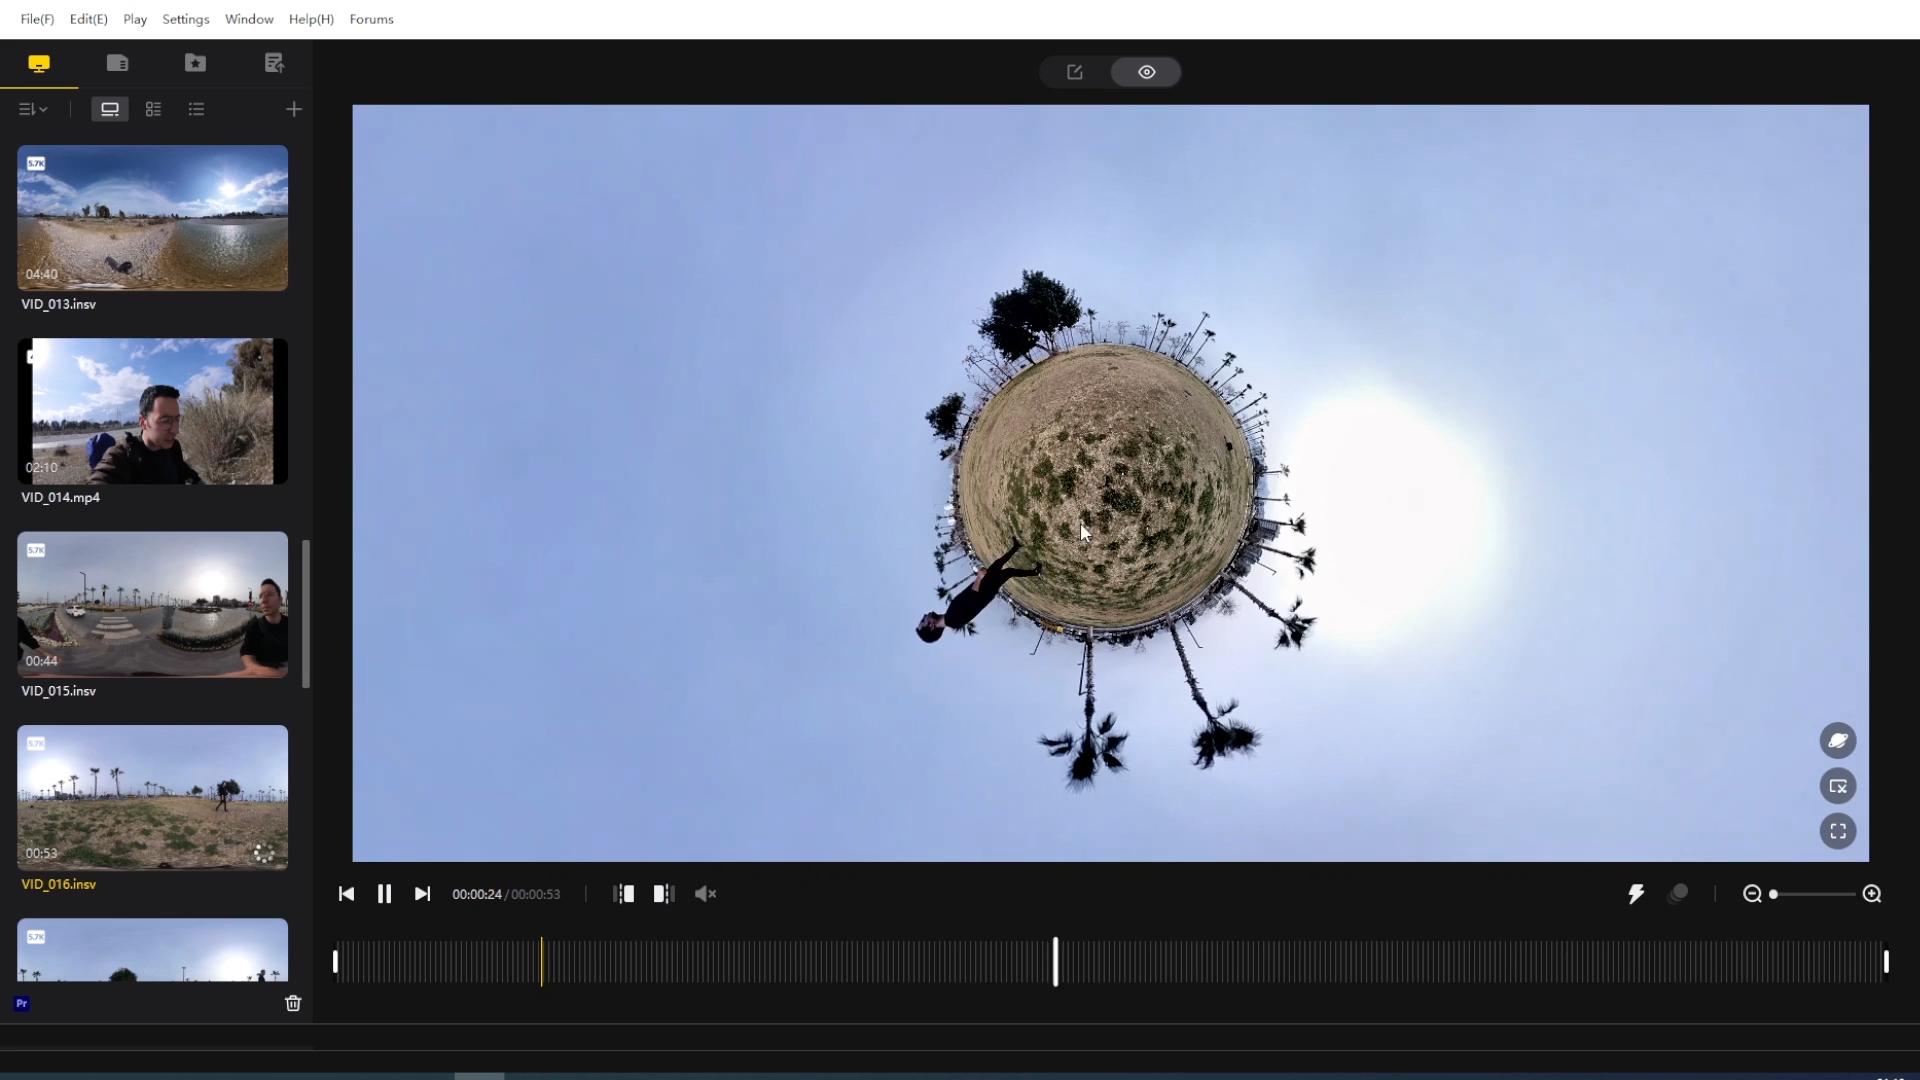 File(F) Edit(E) Play Settings Window Help(H) Forums
5.7K
04:40
VID_013.insv
02:10
VID_014.mp4
5.7K
00:44
VID_015.insv
5.7K
00:53
VID_016.insv
5.7K
Pr
00:00:24 / 00:00:53